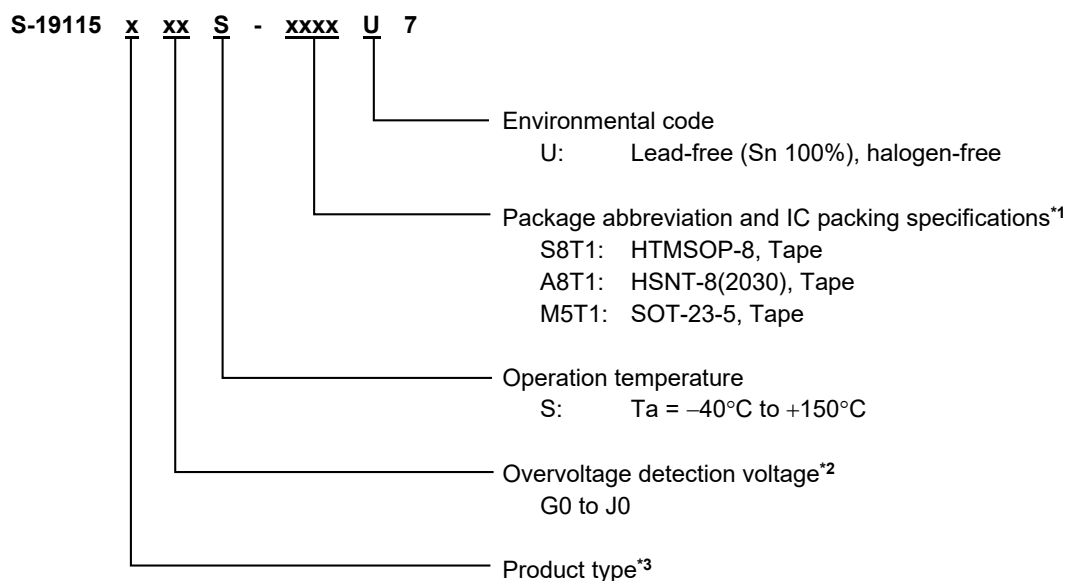 S-19115 x xx S - xxxx U 7
Environmental code
U: Lead-free (Sn 100%), halogen-free
Package abbreviation and IC packing specifications*1
S8T1: HTMSOP-8, Tape
A8T1: HSNT-8(2030), Tape
M5T1: SOT-23-5, Tape
Operation temperature
S: Ta = −40°C to +150°C
Overvoltage detection voltage*2
G0 to J0
Product type*3